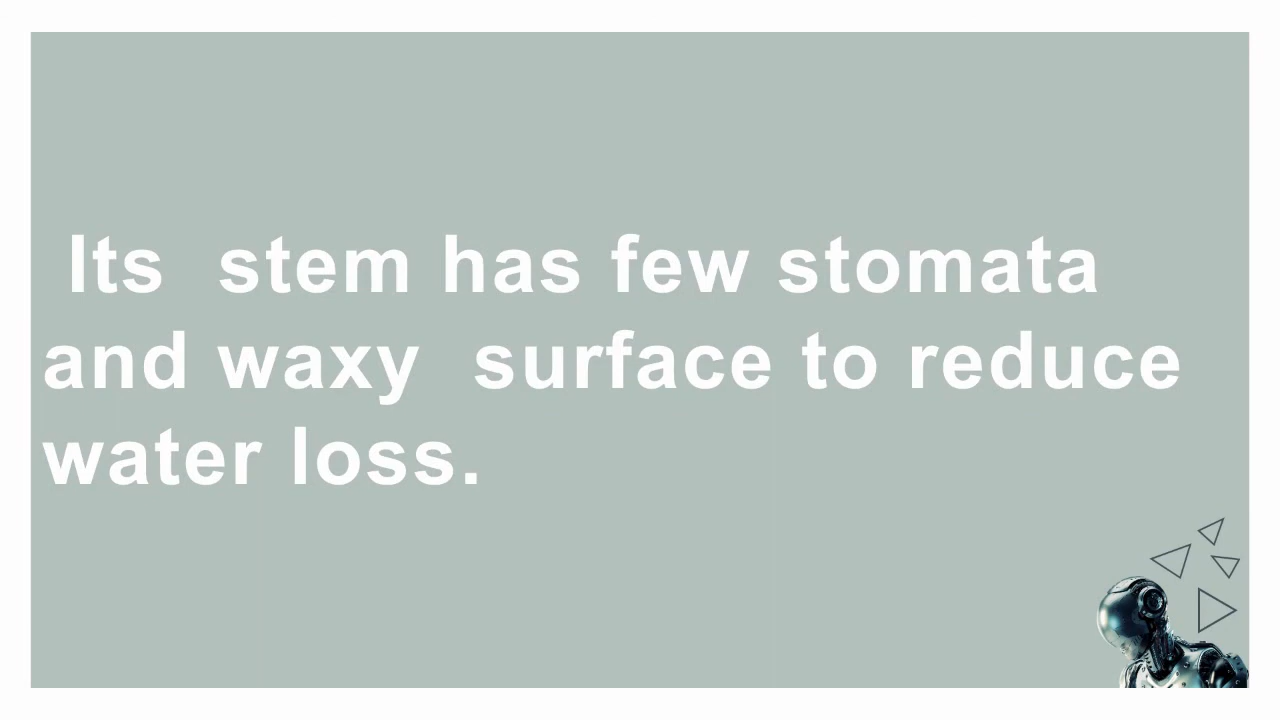 Its stem has few stomata
and waxy surface to reduce
water loss.